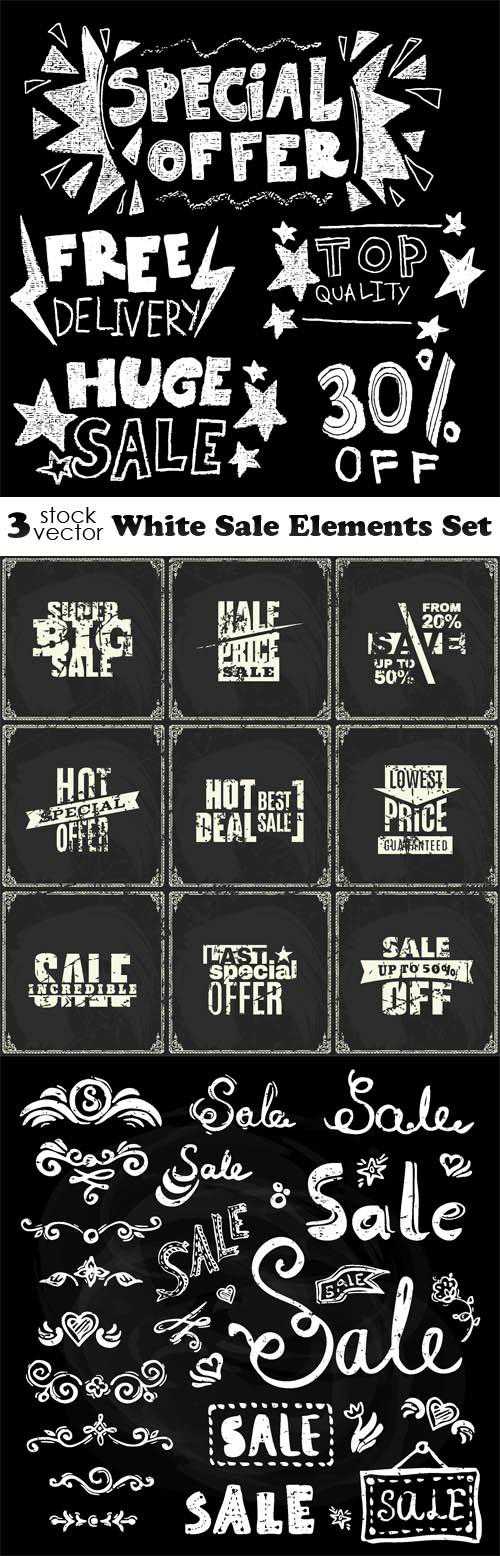 SPECIAL
OFFER
FREE
DELIVERY
TOP
QUALITY
HUGE
SALE
30%
OFF
3 stock vector White Sale Elements Set
SUPER
BIG
SALE
HALF
PRICE
SALE
FROM
20%
SAVE
UP TO
50%
HOT
SPECIAL
OFFER
HOT
DEAL
BEST
SALE
LOWEST
PRICE
GUARANTEED
SALE
INCREDIBLE
LAST
special
OFFER
SALE
UP TO 50%
OFF
S
Sale
Sale
Sale
Sale
SALE
SALE
Sale
SALE
SALE
SALE